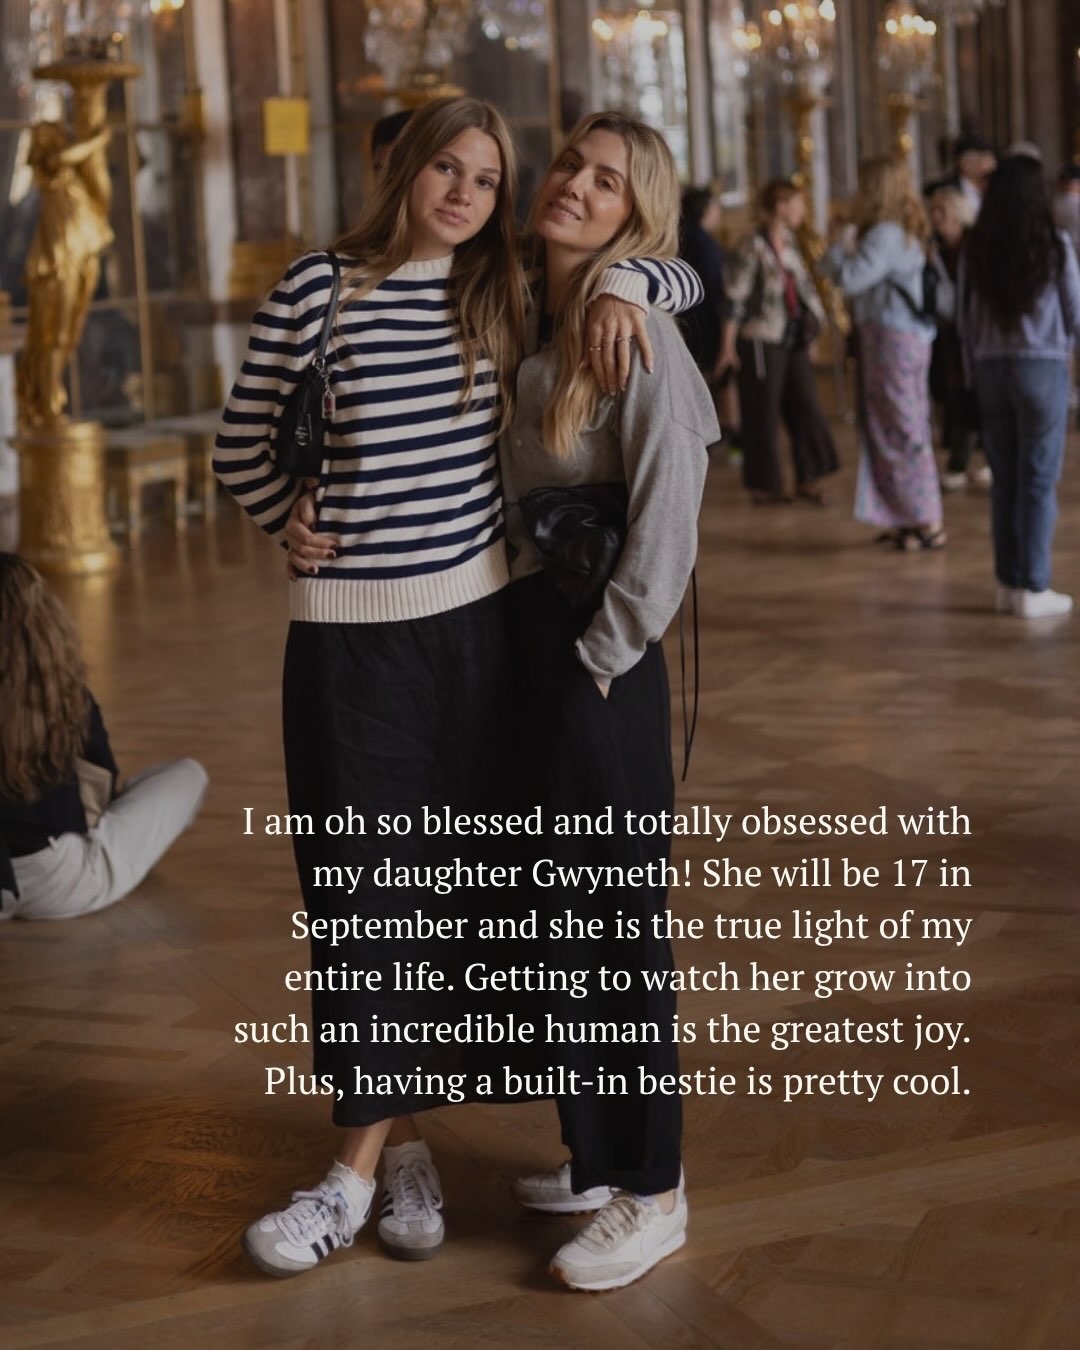 I am oh so blessed and totally obsessed with
my daughter Gwyneth! She will be 17 in
September and she is the true light of my
entire life. Getting to watch her grow into
such an incredible human is the greatest joy.
Plus, having a built-in bestie is pretty cool.